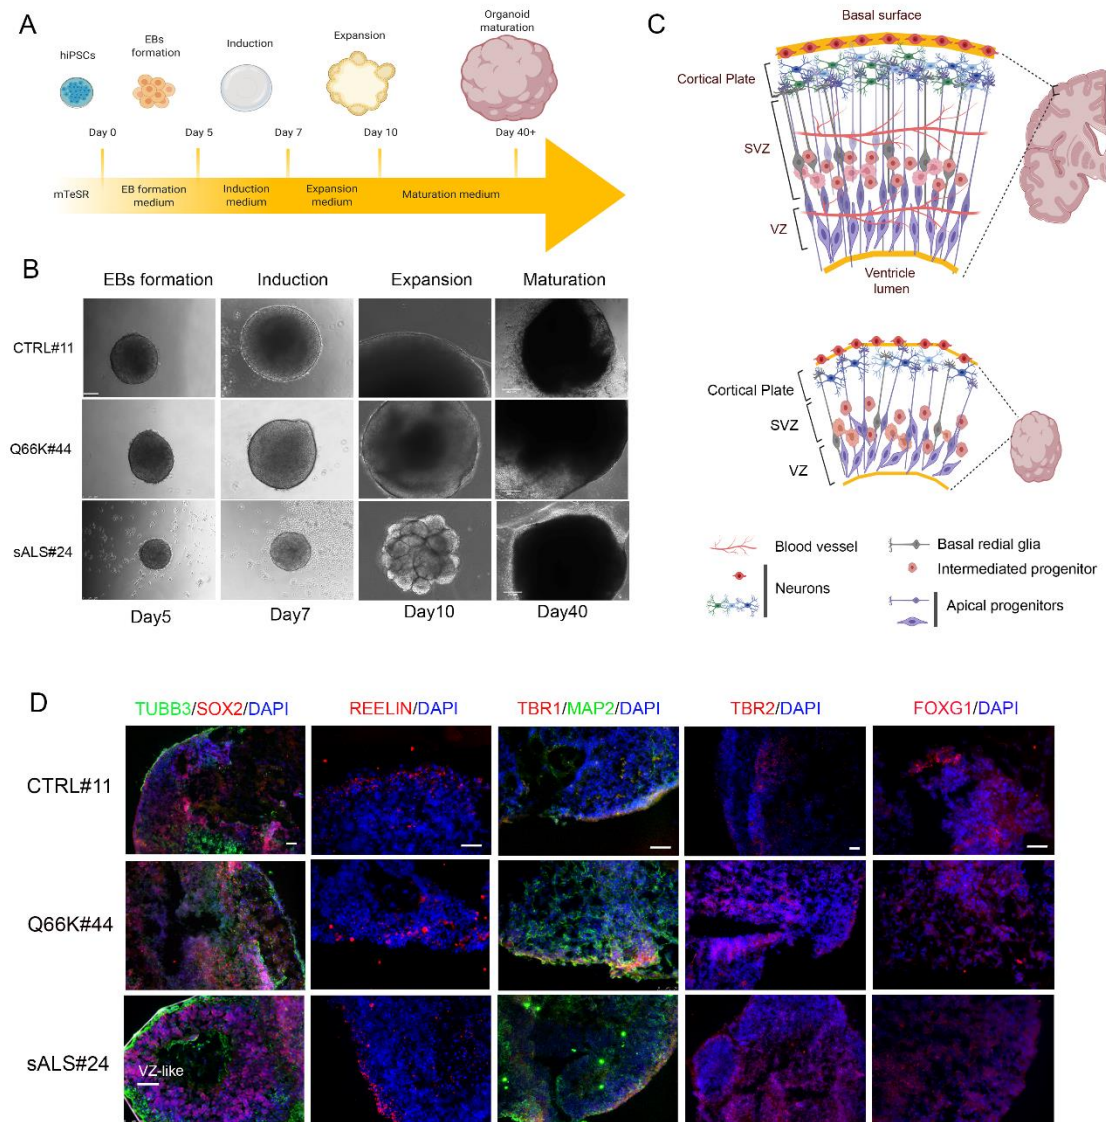 A
hiPSCs
EBs
formation
Induction
Expansion
Organoid
maturation
Day 0
Day 5
Day 7
Day 10
Day 40+
mTeSR
EB formation
medium
Induction
medium
Expansion
medium
Maturation medium
B
EBs formation
Induction
Expansion
Maturation
CTRL#11
Q66K#44
sALS#24
Day5
Day7
Day10
Day40
C
Basal surface
Cortical Plate
SVZ
VZ
Ventricle
lumen
Cortical Plate
SVZ
VZ
Blood vessel
Neurons
Basal redial glia
Intermediated progenitor
Apical progenitors
D
TUBB3/SOX2/DAPI
REELIN/DAPI
TBR1/MAP2/DAPI
TBR2/DAPI
FOXG1/DAPI
CTRL#11
Q66K#44
sALS#24
VZ-like